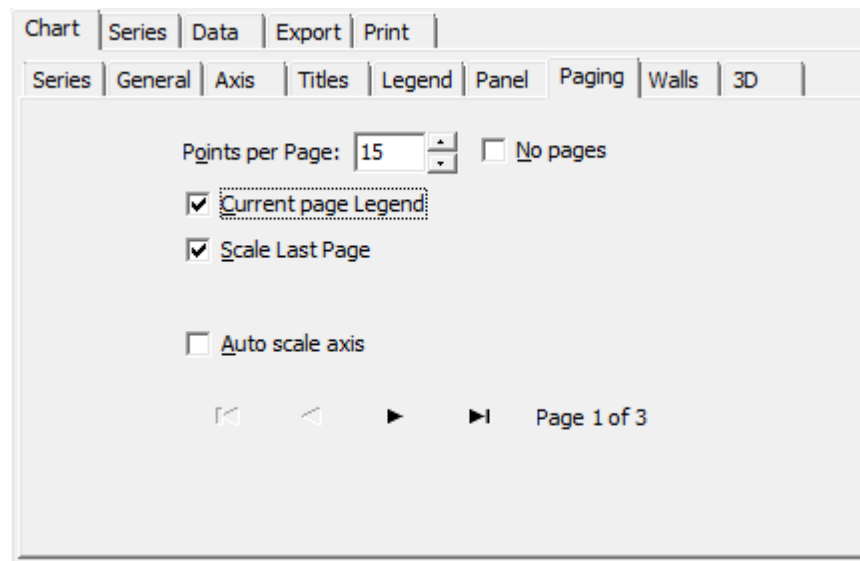 Chart Series Data Export Print
Series General Axis Titles Legend Panel Paging Walls 3D
Points per Page: 15 No pages
Current page Legend
Scale Last Page
Auto scale axis
Page 1 of 3